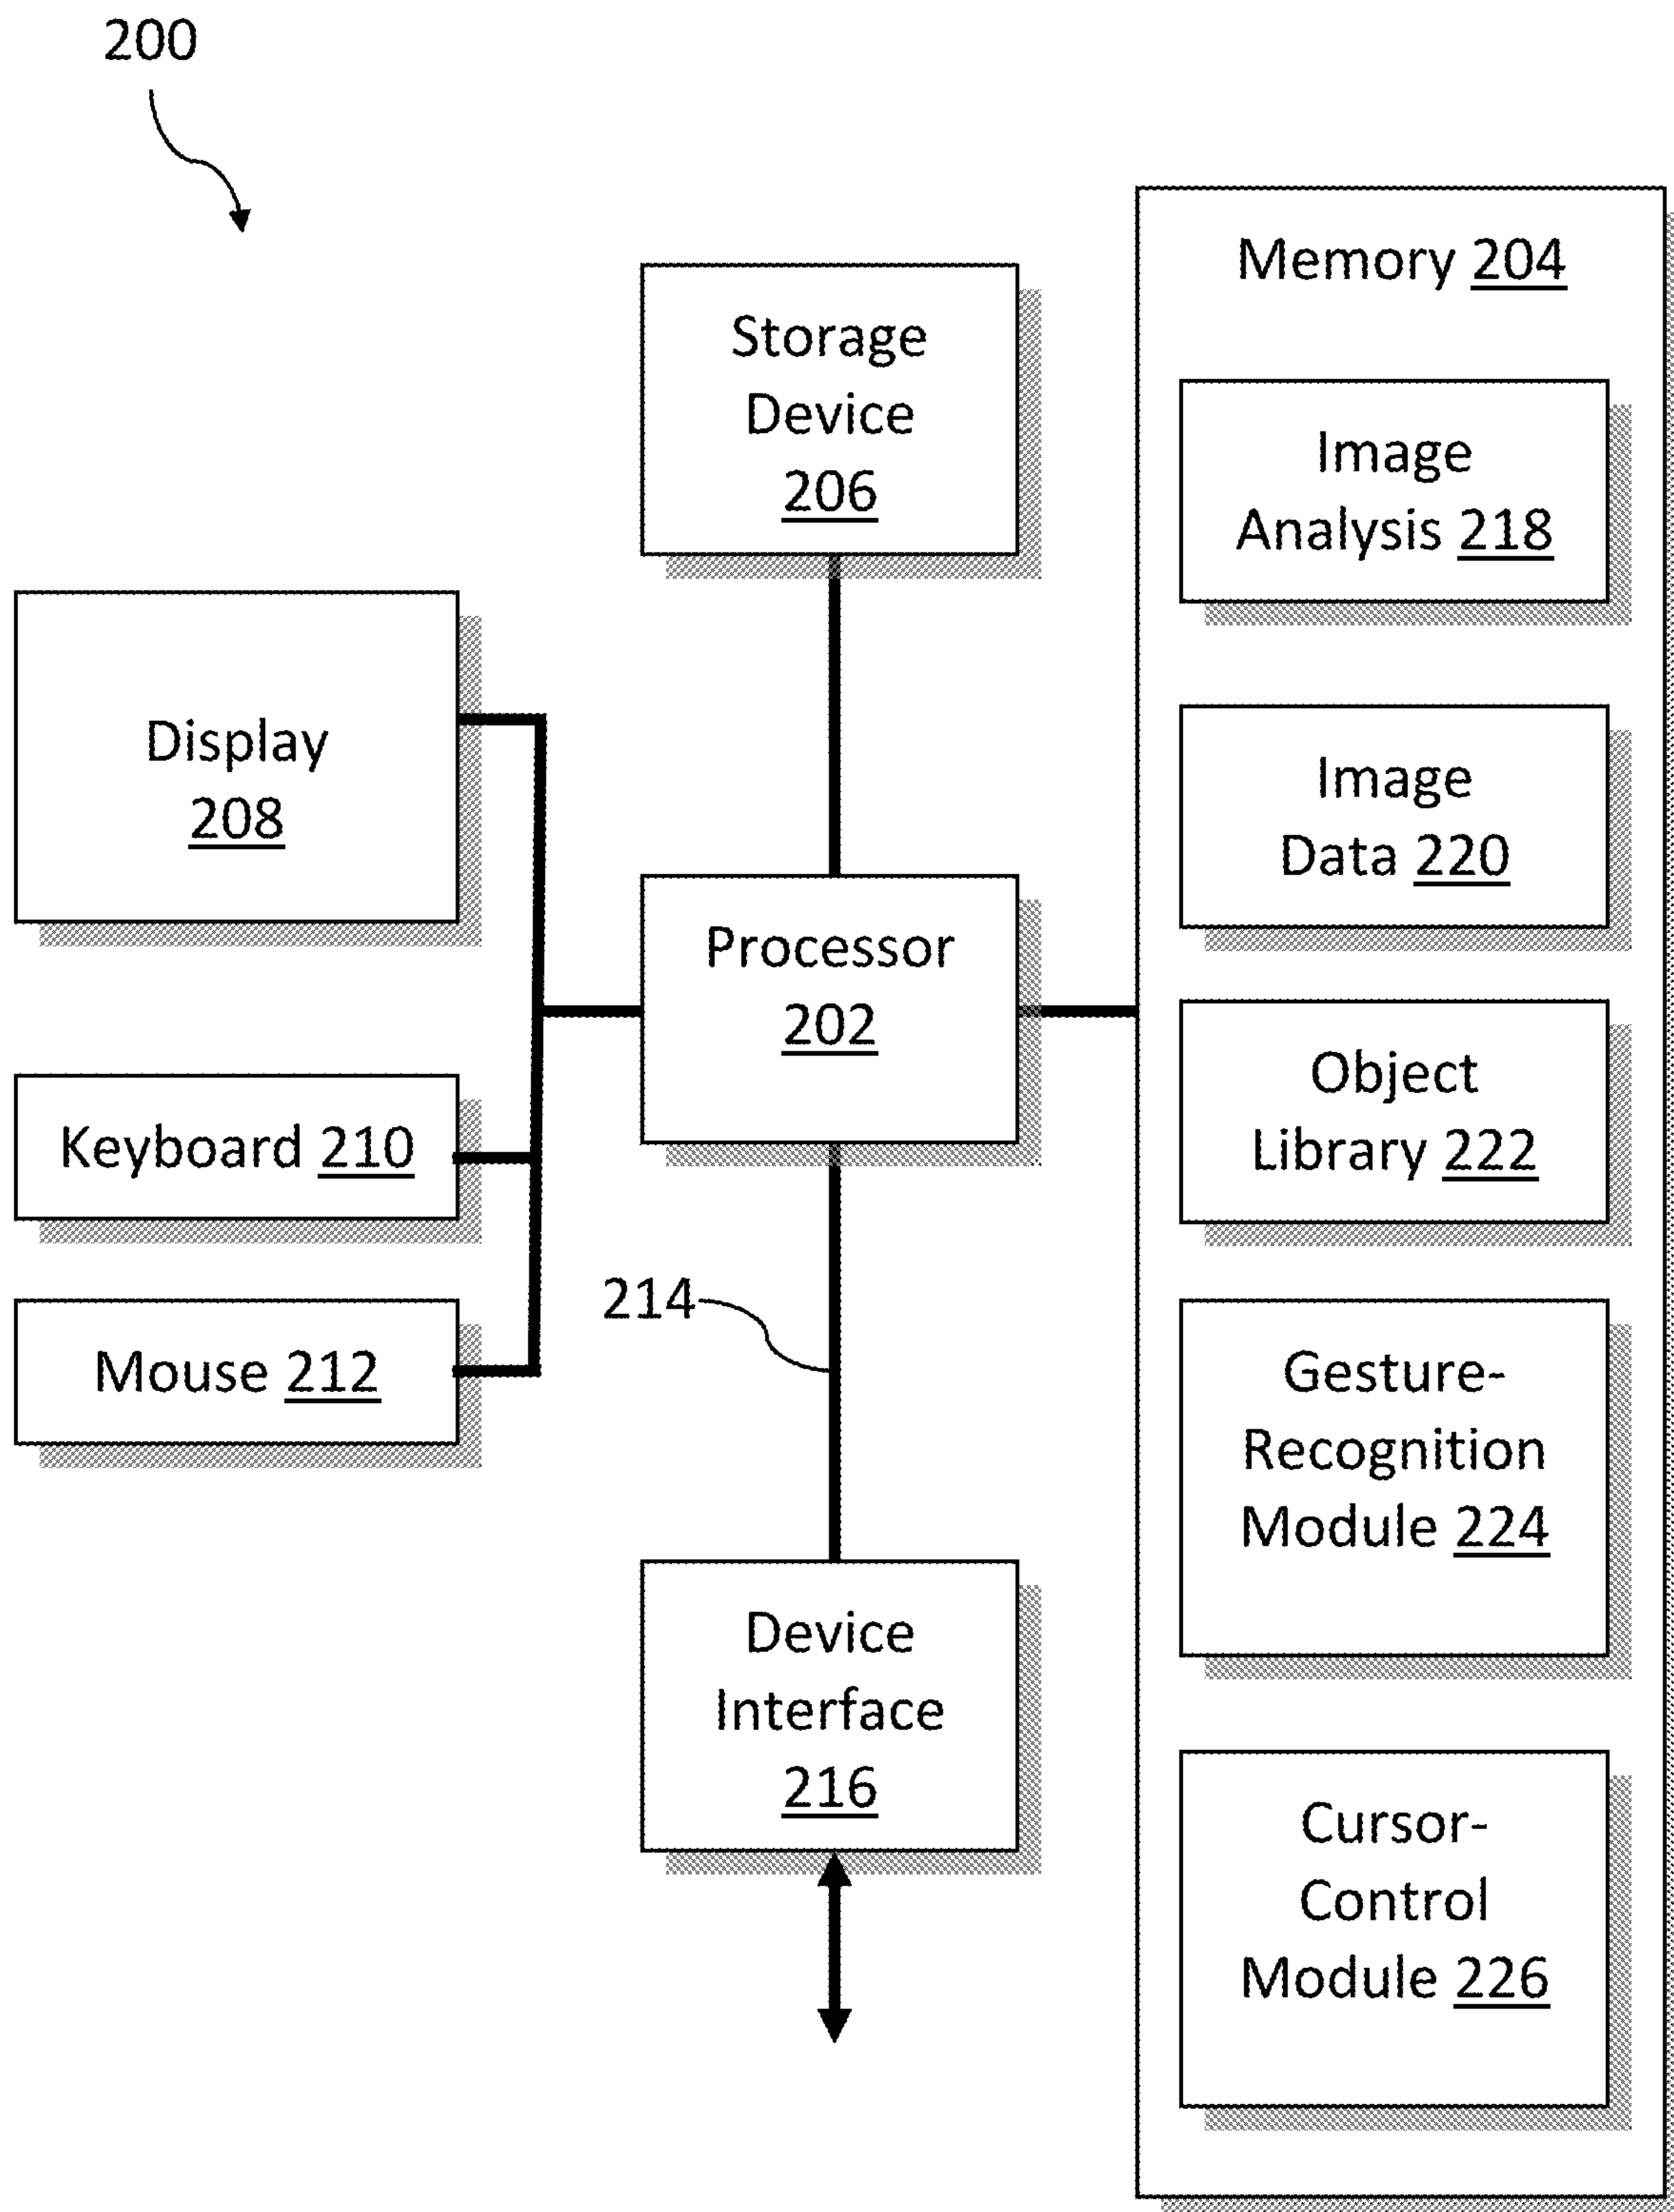 200
Storage
Device
206
Display
208
Keyboard 210
Mouse 212
Processor
202
214
Device
Interface
216
Memory 204
Image
Analysis 218
Image
Data 220
Object
Library 222
Gesture-
Recognition
Module 224
Cursor-
Control
Module 226